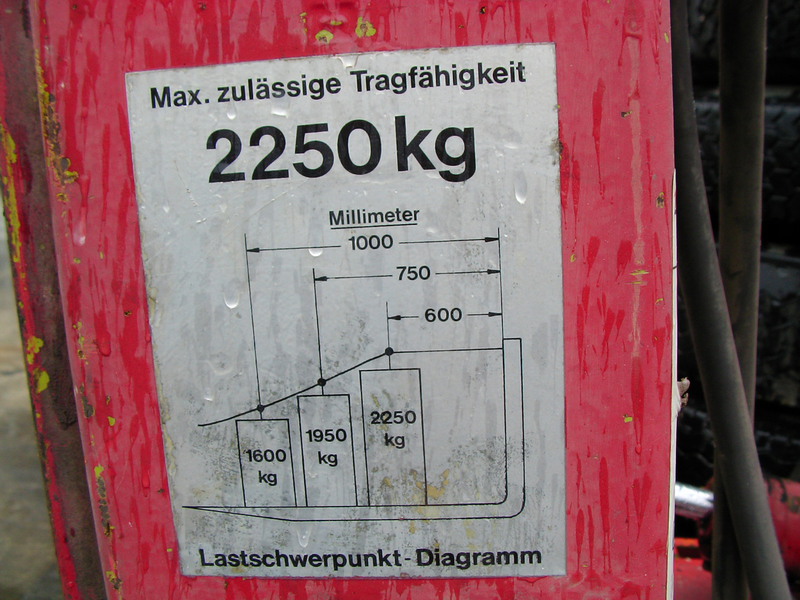 Max. zulässige Tragfähigkeit
2250 kg
Millimeter
1000
750
600
2250
kg
1950
kg
1600
kg
Lastschwerpunkt-Diagramm